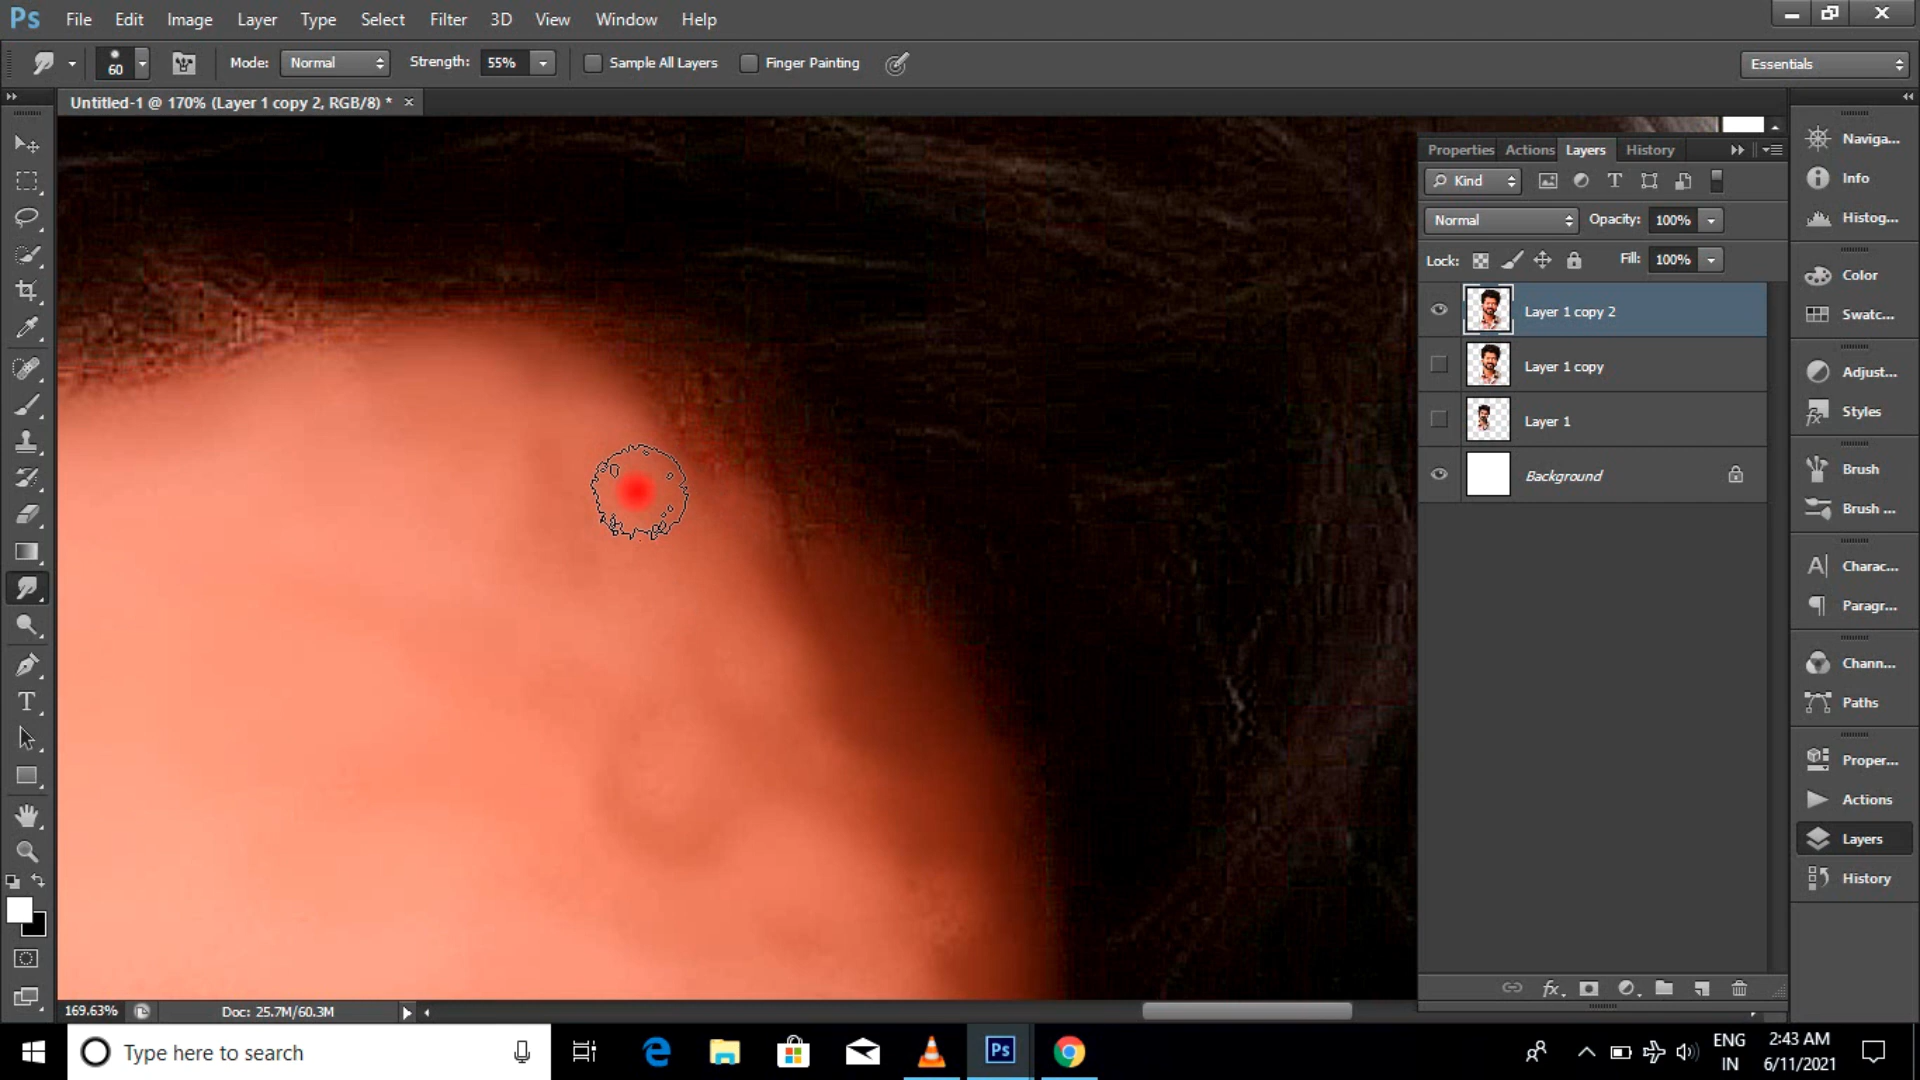 Ps File Edit Image Layer Type Select Filter 3D View Window Help
60 Mode: Normal Strength: 55% Sample All Layers Finger Painting Essentials
Untitled-1 @ 170% (Layer 1 copy 2, RGB/8) * ×
Properties Actions Layers History
Kind
Normal Opacity: 100%
Lock: Fill: 100%
Layer 1 copy 2
Layer 1 copy
Layer 1
Background
Naviga...
Info
Histog...
Color
Swatc...
Adjust...
Styles
Brush
Brush ...
Charac...
Paragr...
Chann...
Paths
Proper...
Actions
Layers
History
169.63% Doc: 25.7M/60.3M
Type here to search
Ps
ENG
IN
2:43 AM
6/11/2021